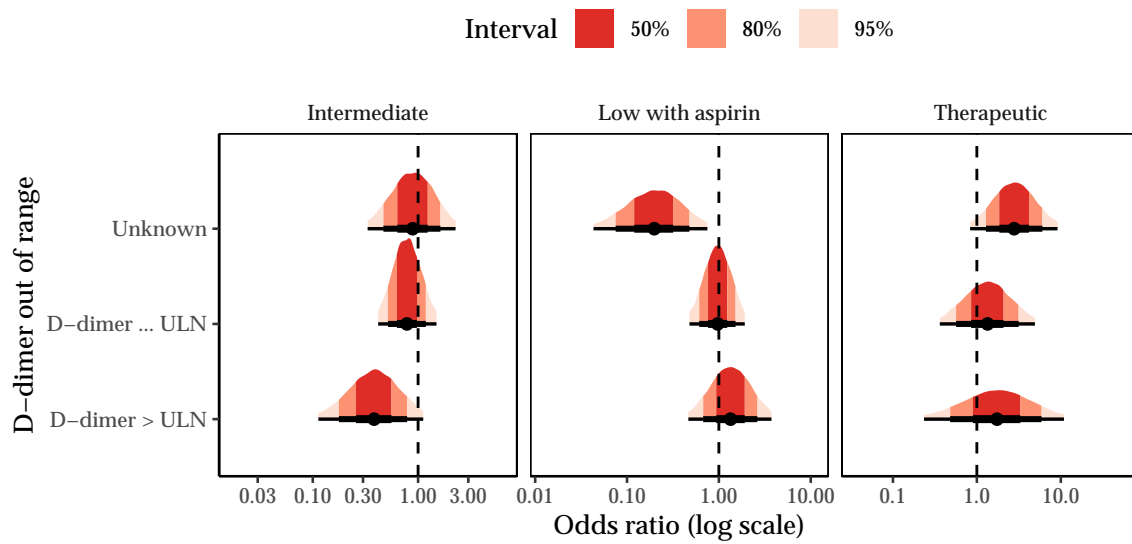 Interval 50% 80% 95%
Intermediate Low with aspirin Therapeutic
D−dimer out of range
Unknown
D−dimer ... ULN
D−dimer > ULN
0.03 0.10 0.30 1.00 3.00 0.01 0.10 1.00 10.00 0.1 1.0 10.0
Odds ratio (log scale)